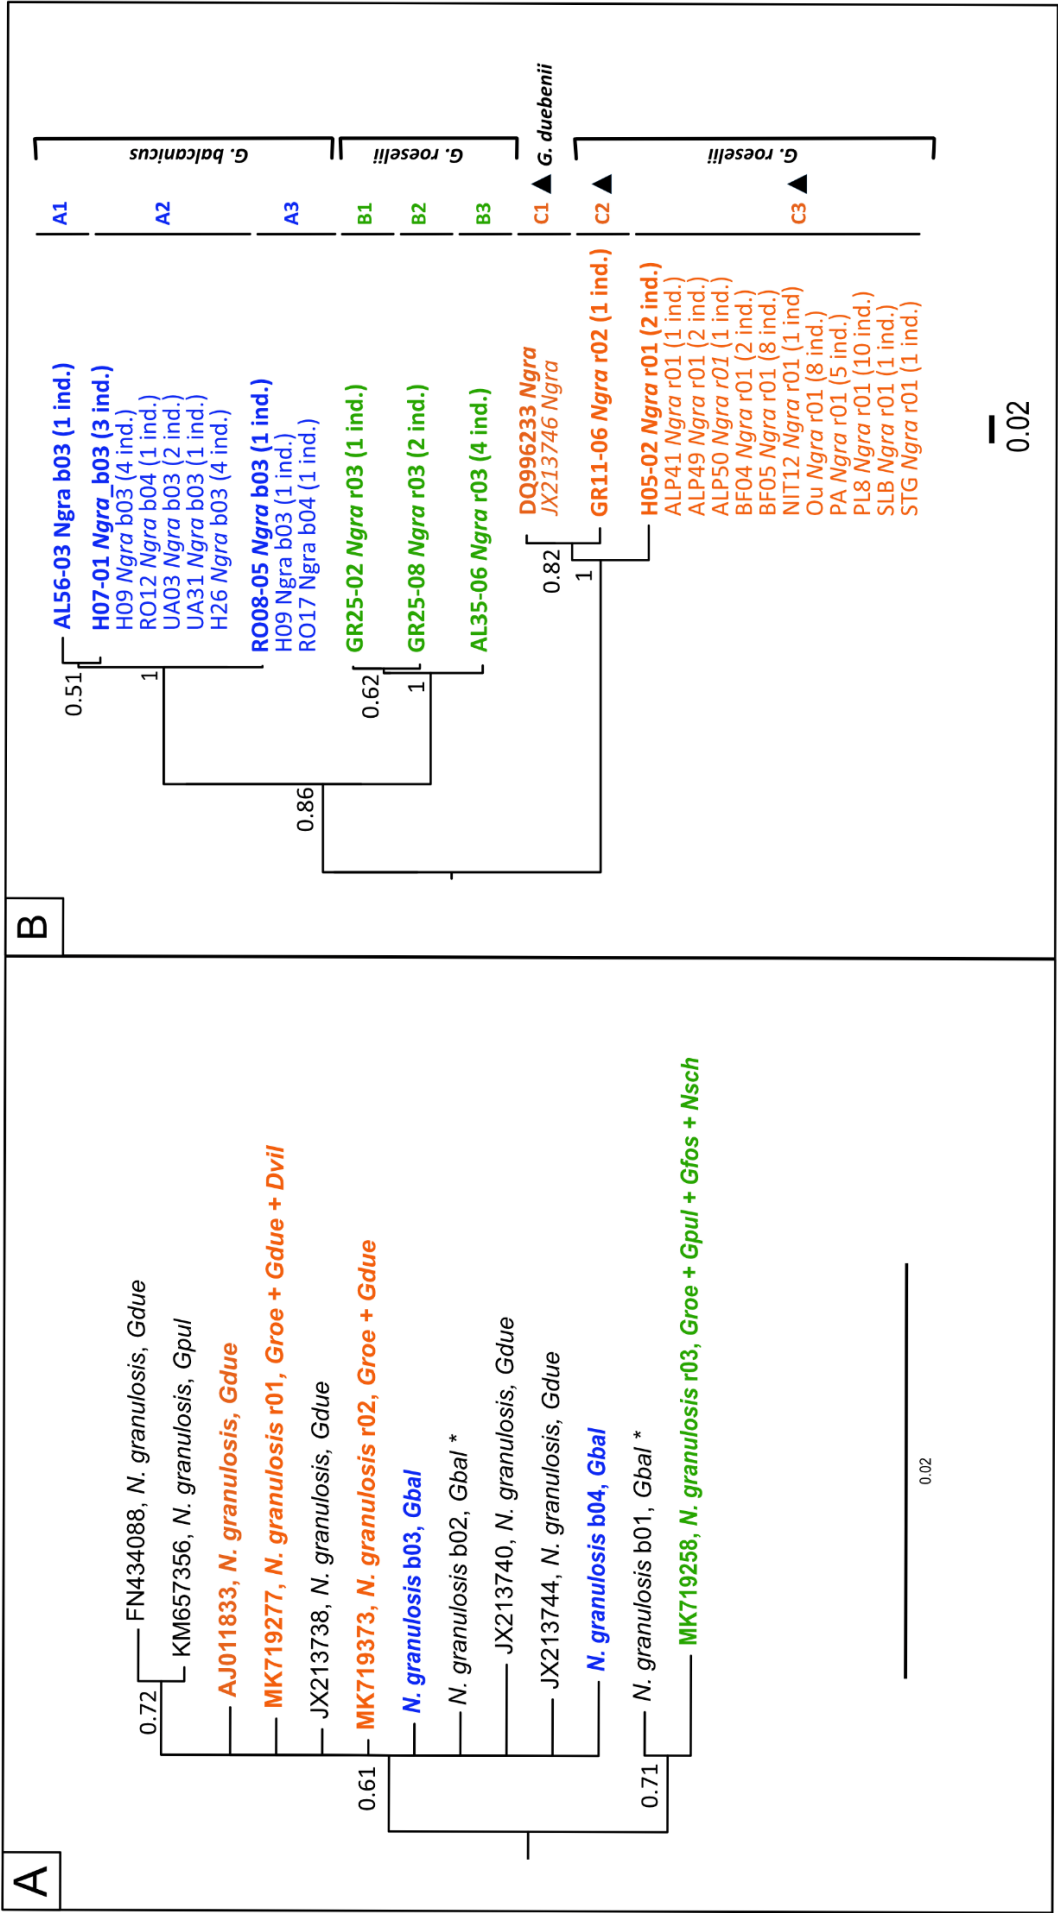 A
0.72
FN434088, N. granulosis, Gdue
KM657356, N. granulosis, Gpul
AJ011833, N. granulosis, Gdue
MK719277, N. granulosis r01, Groe + Gdue + Dvil
JX213738, N. granulosis, Gdue
0.61
MK719373, N. granulosis r02, Groe + Gdue
N. granulosis b03, Gbal
N. granulosis b02, Gbal *
JX213740, N. granulosis, Gdue
JX213744, N. granulosis, Gdue
N. granulosis b04, Gbal
0.71
N. granulosis b01, Gbal *
MK719258, N. granulosis r03, Groe + Gpul + Gfos + Nsch
0.02
B
0.51
AL56-03 Ngra b03 (1 ind.)
A1
H07-01 Ngra_b03 (3 ind.)
H09 Ngra b03 (4 ind.)
RO12 Ngra b04 (1 ind.)
UA03 Ngra b03 (2 ind.)
UA31 Ngra b03 (1 ind.)
H26 Ngra b03 (4 ind.)
A2
G. balcanicus
1
RO08-05 Ngra b03 (1 ind.)
H09 Ngra b03 (1 ind.)
RO17 Ngra b04 (1 ind.)
A3
0.86
0.62
GR25-02 Ngra r03 (1 ind.)
B1
1
GR25-08 Ngra r03 (2 ind.)
B2
G. roeselii
AL35-06 Ngra r03 (4 ind.)
B3
0.82
DQ996233 Ngra
JX213746 Ngra
C1 ▲ G. duebenii
1
GR11-06 Ngra r02 (1 ind.)
C2 ▲
H05-02 Ngra r01 (2 ind.)
ALP41 Ngra r01 (1 ind.)
ALP49 Ngra r01 (2 ind.)
ALP50 Ngra r01 (1 ind.)
BF04 Ngra r01 (2 ind.)
BF05 Ngra r01 (8 ind.)
NIT12 Ngra r01 (1 ind)
Ou Ngra r01 (8 ind.)
PA Ngra r01 (5 ind.)
PL8 Ngra r01 (10 ind.)
SLB Ngra r01 (1 ind.)
STG Ngra r01 (1 ind.)
C3 ▲
G. roeselii
0.02